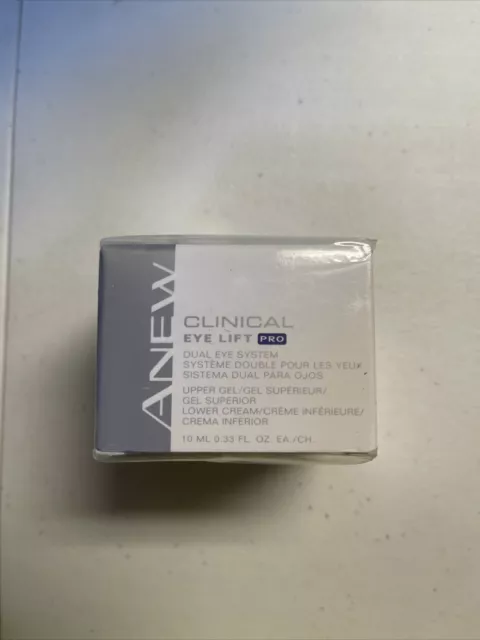 ANEW
CLINICAL
EYE LIFT PRO
DUAL EYE SYSTEM
SYSTÈME DOUBLE POUR LES YEUX
SISTEMA DUAL PARA OJOS
UPPER GEL/GEL SUPÉRIEUR/
GEL SUPERIOR
LOWER CREAM/CRÈME INFÉRIEURE/
CREMA INFERIOR
10 ML 0.33 FL. OZ. EA./CH.